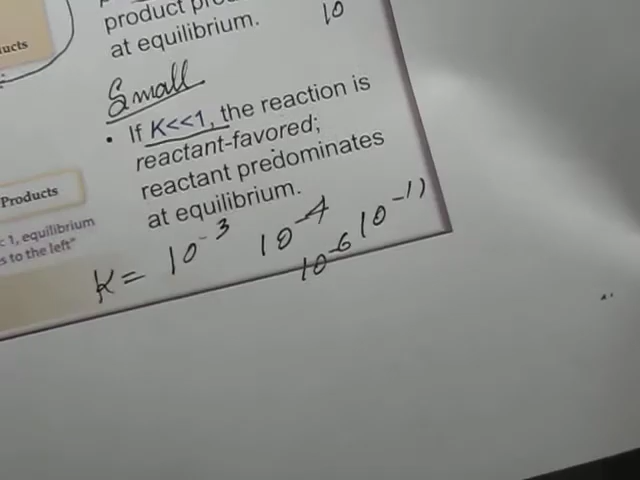 product
at equilibrium.
10
ucts
Small
• If K<<1, the reaction is
reactant-favored;
reactant predominates
at equilibrium.
Products
< 1, equilibrium
s to the left"
K = 10⁻³ 10⁻⁴ 10⁻⁶ 10⁻¹¹